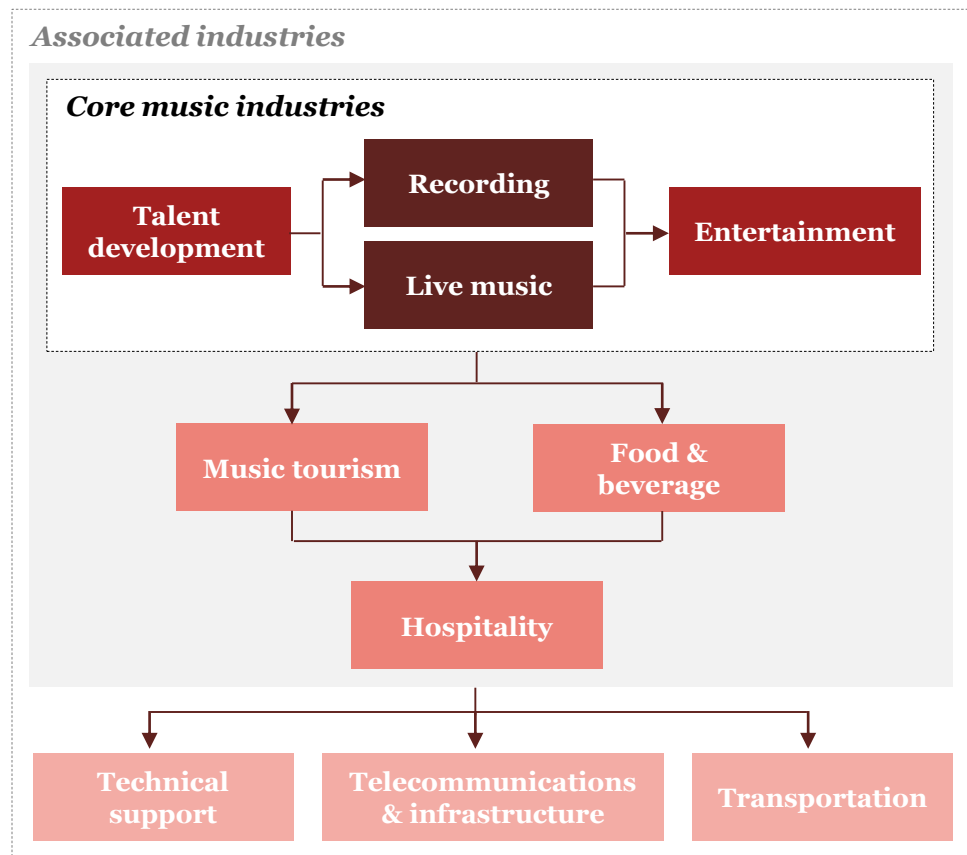 Associated industries
Core music industries
Recording
Talent
development
Entertainment
Live music
Music tourism
Food &
beverage
Hospitality
Technical
support
Telecommunications
& infrastructure
Transportation